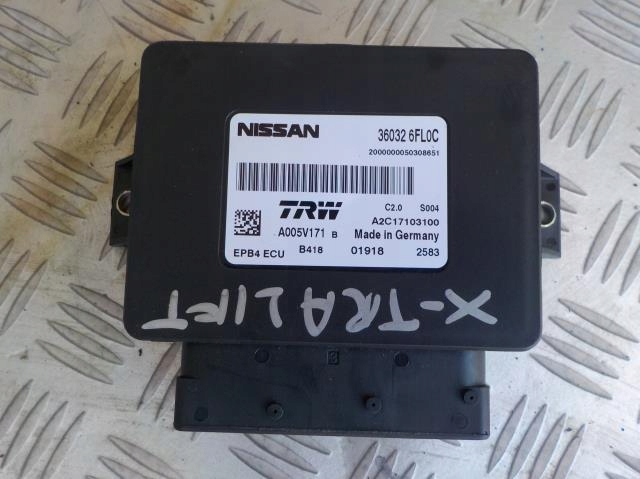 NISSAN 36032 6FL0C
2000000050308651
TRW C2.0 S004
A2C17103100
A005V171 B Made in Germany
EPB4 ECU B418 01918 2583
X-TRA LIFT